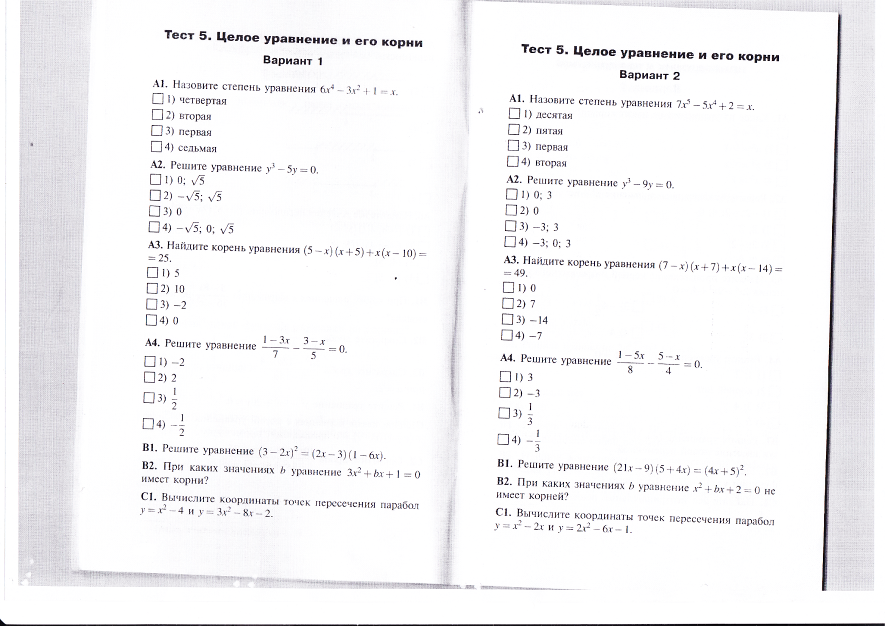 Тест 5. Целое уравнение и его корни
Вариант 1
А1. Назовите степень уравнения 6x⁴ − 3x² + 1 = x.
1) четвертая
2) вторая
3) первая
4) седьмая
А2. Решите уравнение y³ − 5y = 0.
1) 0; √5
2) −√5; √5
3) 0
4) −√5; 0; √5
А3. Найдите корень уравнения (5 − x)(x + 5) + x(x − 10) =
= 25.
1) 5
2) 10
3) −2
4) 0
А4. Решите уравнение (1 − 3x)/7 − (3 − x)/5 = 0.
1) −2
2) 2
3) 1/2
4) −1/2
В1. Решите уравнение (3 − 2x)² = (2x − 3)(1 − 6x).
В2. При каких значениях b уравнение 3x² + bx + 1 = 0
имеет корни?
С1. Вычислите координаты точек пересечения парабол
y = x² − 4 и y = 3x² − 8x − 2.
Тест 5. Целое уравнение и его корни
Вариант 2
А1. Назовите степень уравнения 7x⁵ − 5x⁴ + 2 = x.
1) десятая
2) пятая
3) первая
4) вторая
А2. Решите уравнение y³ − 9y = 0.
1) 0; 3
2) 0
3) −3; 3
4) −3; 0; 3
А3. Найдите корень уравнения (7 − x)(x + 7) + x(x − 14) =
= 49.
1) 0
2) 7
3) −14
4) −7
А4. Решите уравнение (1 − 5x)/8 − (5 − x)/4 = 0.
1) 3
2) −3
3) 1/3
4) −1/3
В1. Решите уравнение (21x − 9)(5 + 4x) = (4x + 5)².
В2. При каких значениях b уравнение x² + bx + 2 = 0 не
имеет корней?
С1. Вычислите координаты точек пересечения парабол
y = x² − 2x и y = 2x² − 6x − 1.